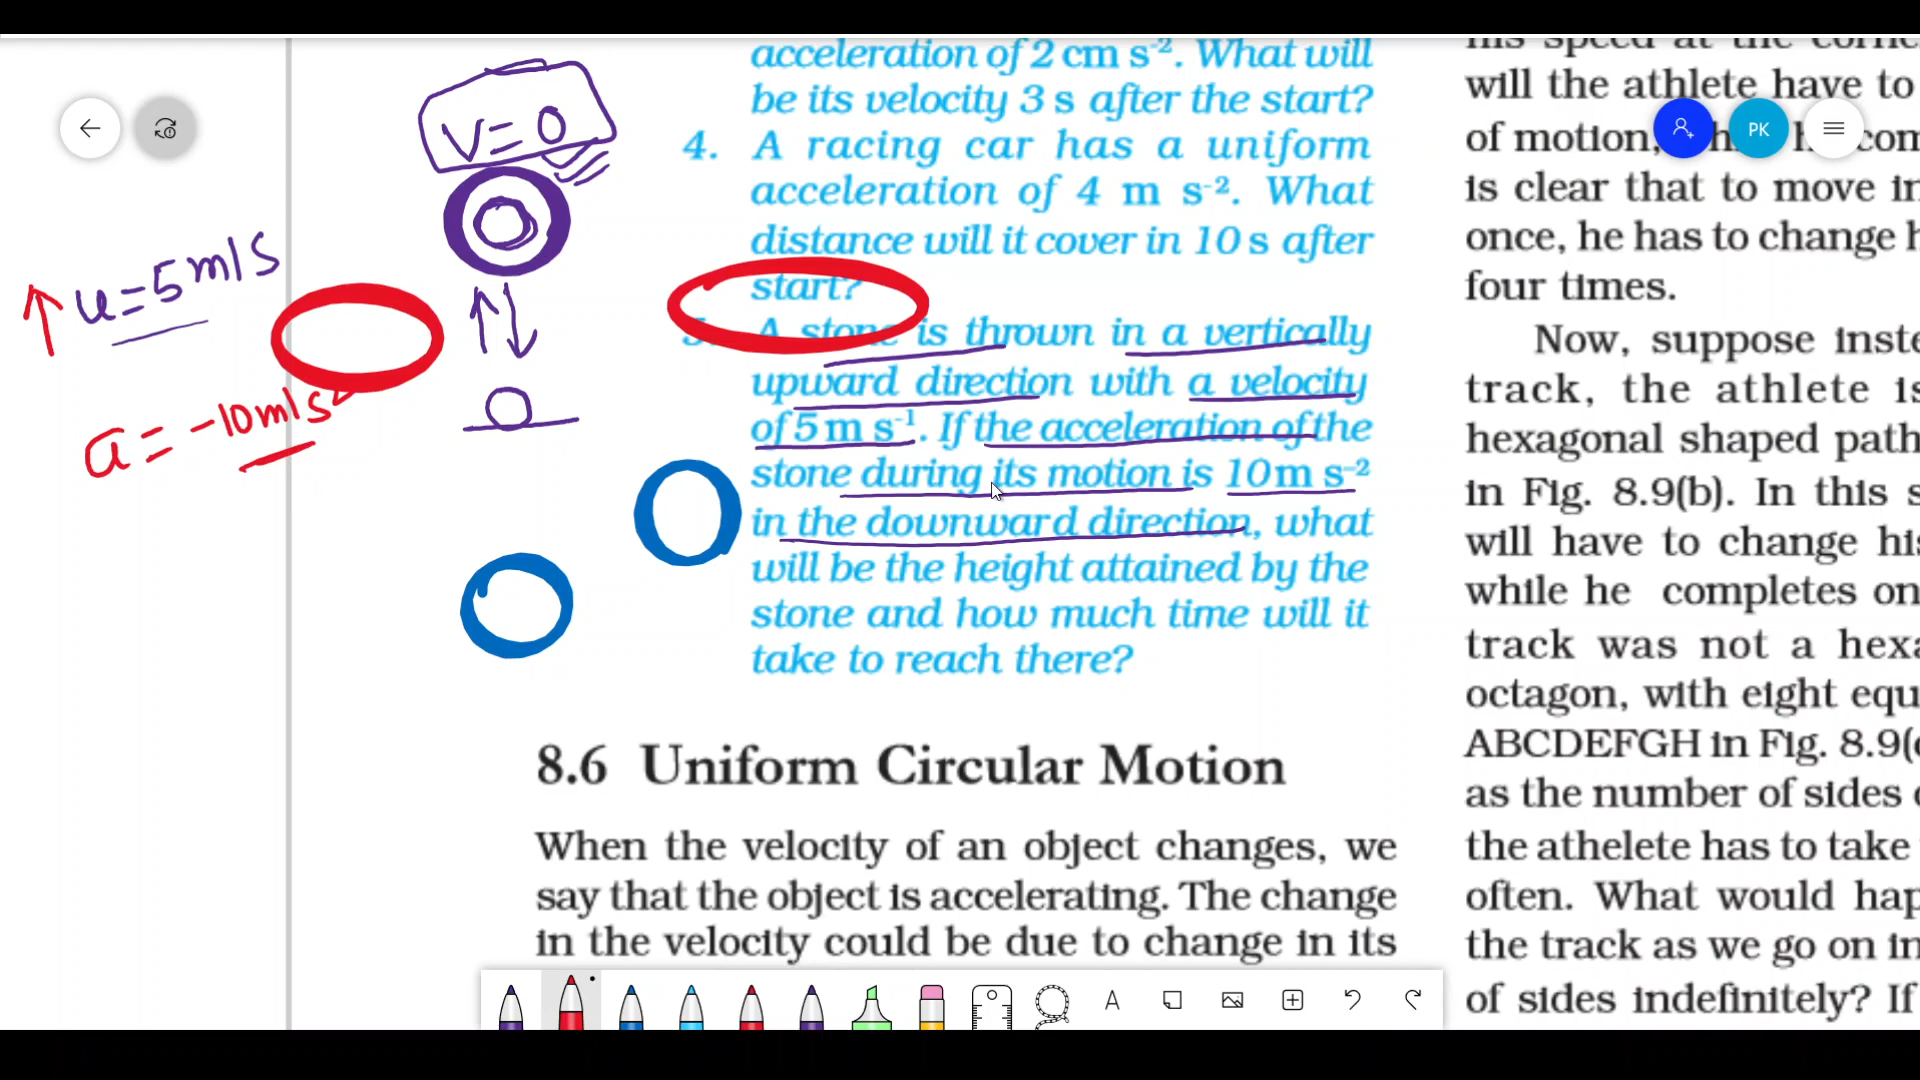 V = 0
↑ u = 5 m/s
a = -10 m/s²
acceleration of 2 cm s⁻². What will
be its velocity 3 s after the start?
4. A racing car has a uniform
acceleration of 4 m s⁻². What
distance will it cover in 10 s after
start?
5. A stone is thrown in a vertically
upward direction with a velocity
of 5 m s⁻¹. If the acceleration of the
stone during its motion is 10 m s⁻²
in the downward direction, what
will be the height attained by the
stone and how much time will it
take to reach there?
8.6 Uniform Circular Motion
When the velocity of an object changes, we
say that the object is accelerating. The change
in the velocity could be due to change in its
his speed at the
will the athlete have to
of motion,
is clear that to move in
once, he has to change h
four times.
Now, suppose inste
track, the athlete is
hexagonal shaped path
in Fig. 8.9(b). In this s
will have to change his
while he completes on
track was not a hexa
octagon, with eight equ
ABCDEFGH in Fig. 8.9(
as the number of sides
the athelete has to take
often. What would hap
the track as we go on in
of sides indefinitely? If
PK
A